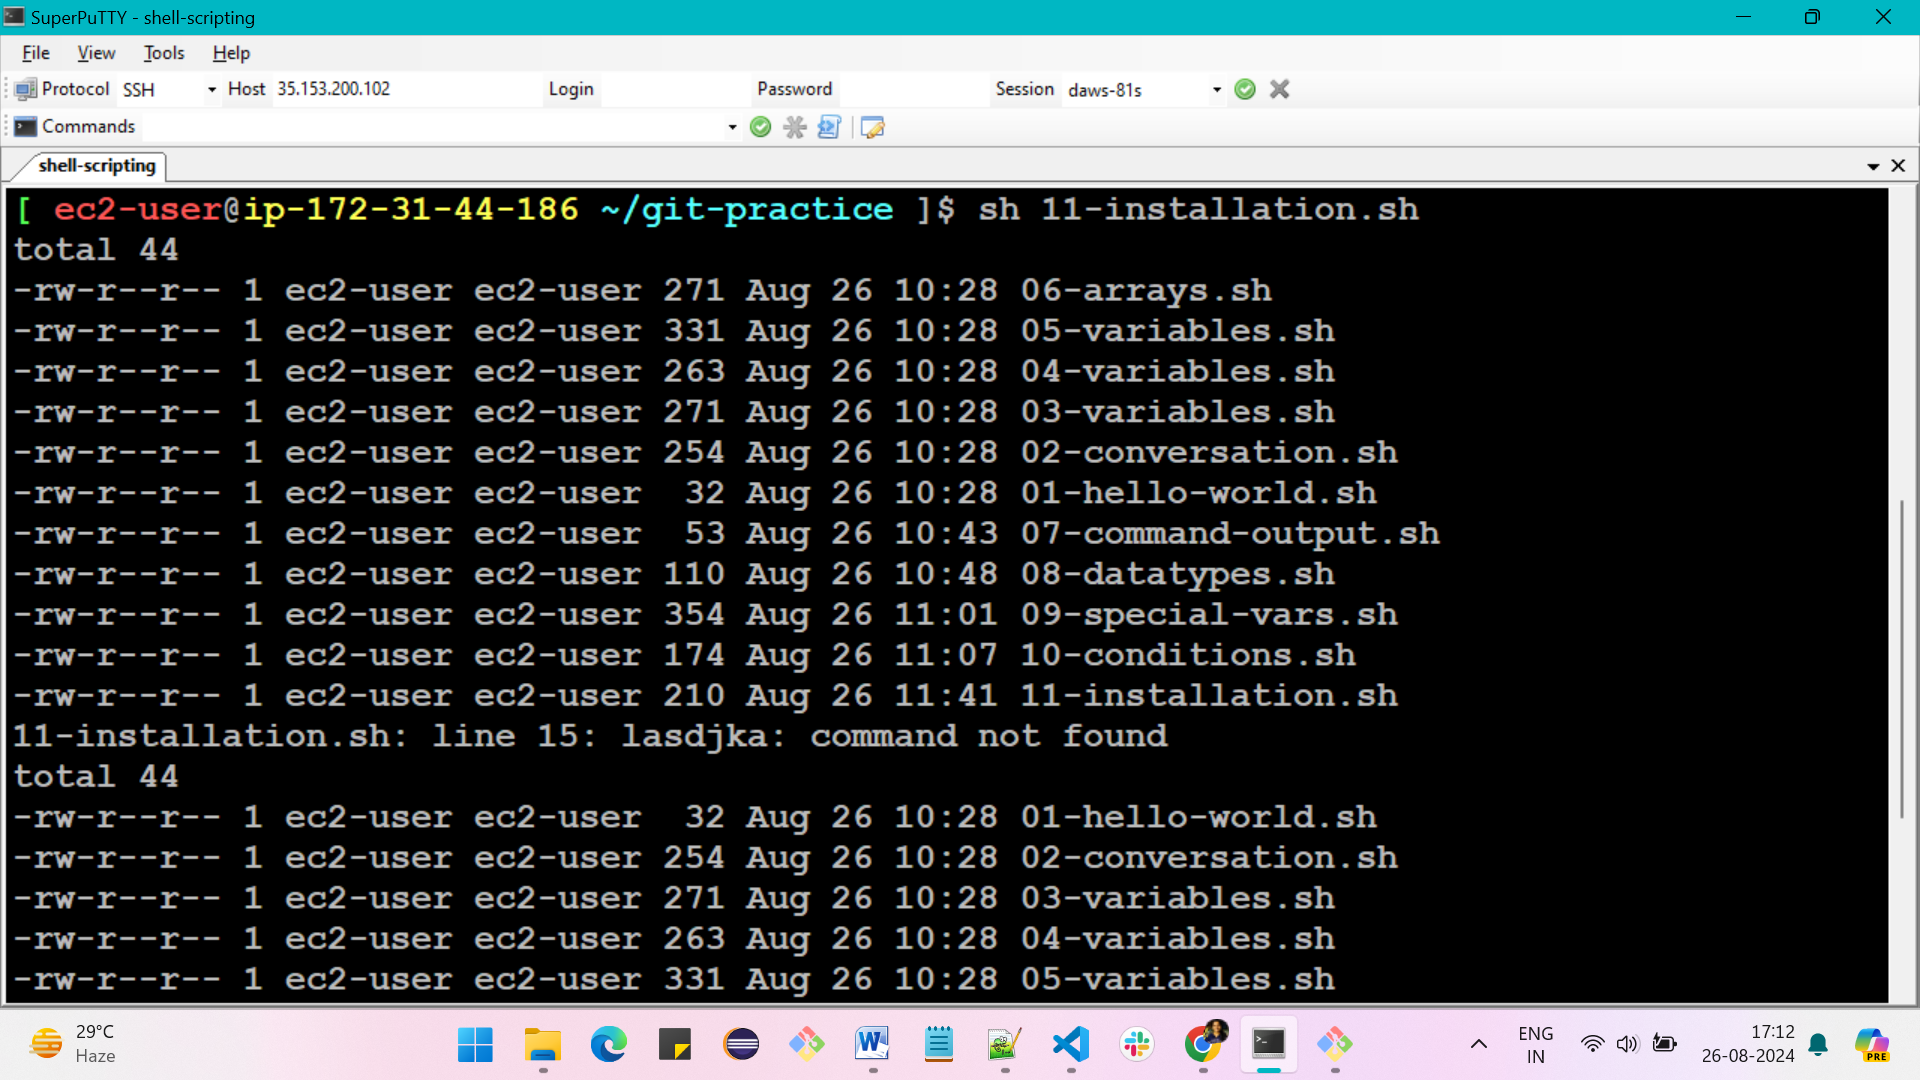 SuperPuTTY - shell-scripting
File View Tools Help
Protocol SSH Host 35.153.200.102 Login Password Session daws-81s
Commands
shell-scripting
[ ec2-user@ip-172-31-44-186 ~/git-practice ]$ sh 11-installation.sh
total 44
-rw-r--r-- 1 ec2-user ec2-user 271 Aug 26 10:28 06-arrays.sh
-rw-r--r-- 1 ec2-user ec2-user 331 Aug 26 10:28 05-variables.sh
-rw-r--r-- 1 ec2-user ec2-user 263 Aug 26 10:28 04-variables.sh
-rw-r--r-- 1 ec2-user ec2-user 271 Aug 26 10:28 03-variables.sh
-rw-r--r-- 1 ec2-user ec2-user 254 Aug 26 10:28 02-conversation.sh
-rw-r--r-- 1 ec2-user ec2-user  32 Aug 26 10:28 01-hello-world.sh
-rw-r--r-- 1 ec2-user ec2-user  53 Aug 26 10:43 07-command-output.sh
-rw-r--r-- 1 ec2-user ec2-user 110 Aug 26 10:48 08-datatypes.sh
-rw-r--r-- 1 ec2-user ec2-user 354 Aug 26 11:01 09-special-vars.sh
-rw-r--r-- 1 ec2-user ec2-user 174 Aug 26 11:07 10-conditions.sh
-rw-r--r-- 1 ec2-user ec2-user 210 Aug 26 11:41 11-installation.sh
11-installation.sh: line 15: lasdjka: command not found
total 44
-rw-r--r-- 1 ec2-user ec2-user  32 Aug 26 10:28 01-hello-world.sh
-rw-r--r-- 1 ec2-user ec2-user 254 Aug 26 10:28 02-conversation.sh
-rw-r--r-- 1 ec2-user ec2-user 271 Aug 26 10:28 03-variables.sh
-rw-r--r-- 1 ec2-user ec2-user 263 Aug 26 10:28 04-variables.sh
-rw-r--r-- 1 ec2-user ec2-user 331 Aug 26 10:28 05-variables.sh
29°C
Haze
W
ENG
IN
17:12
26-08-2024
PRE